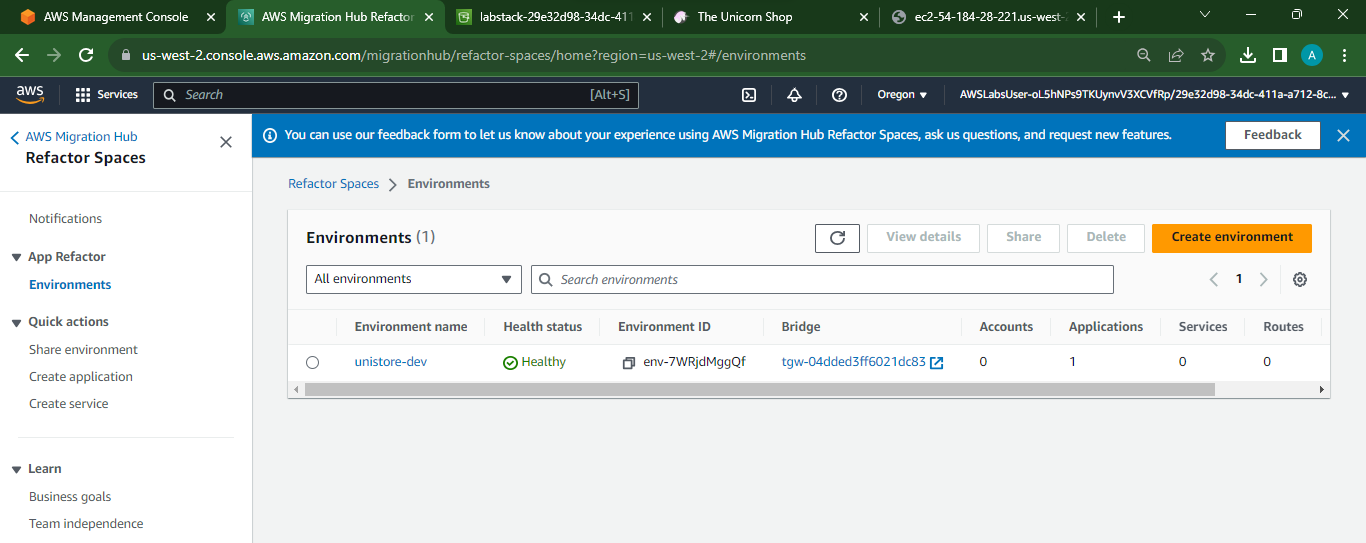 AWS Management Console
AWS Migration Hub Refactor
labstack-29e32d98-34dc-411
The Unicorn Shop
ec2-54-184-28-221.us-west-2
us-west-2.console.aws.amazon.com/migrationhub/refactor-spaces/home?region=us-west-2#/environments
A
aws
Services
Search
[Alt+S]
Oregon
AWSLabsUser-oL5hNPs9TKUynvV3XCVfRp/29e32d98-34dc-411a-a712-8c...
AWS Migration Hub
Refactor Spaces
Notifications
App Refactor
Environments
Quick actions
Share environment
Create application
Create service
Learn
Business goals
Team independence
You can use our feedback form to let us know about your experience using AWS Migration Hub Refactor Spaces, ask us questions, and request new features.
Feedback
Refactor Spaces
Environments
Environments (1)
View details
Share
Delete
Create environment
All environments
Search environments
1
Environment name
Health status
Environment ID
Bridge
Accounts
Applications
Services
Routes
unistore-dev
Healthy
env-7WRjdMggQf
tgw-04dded3ff6021dc83
0
1
0
0